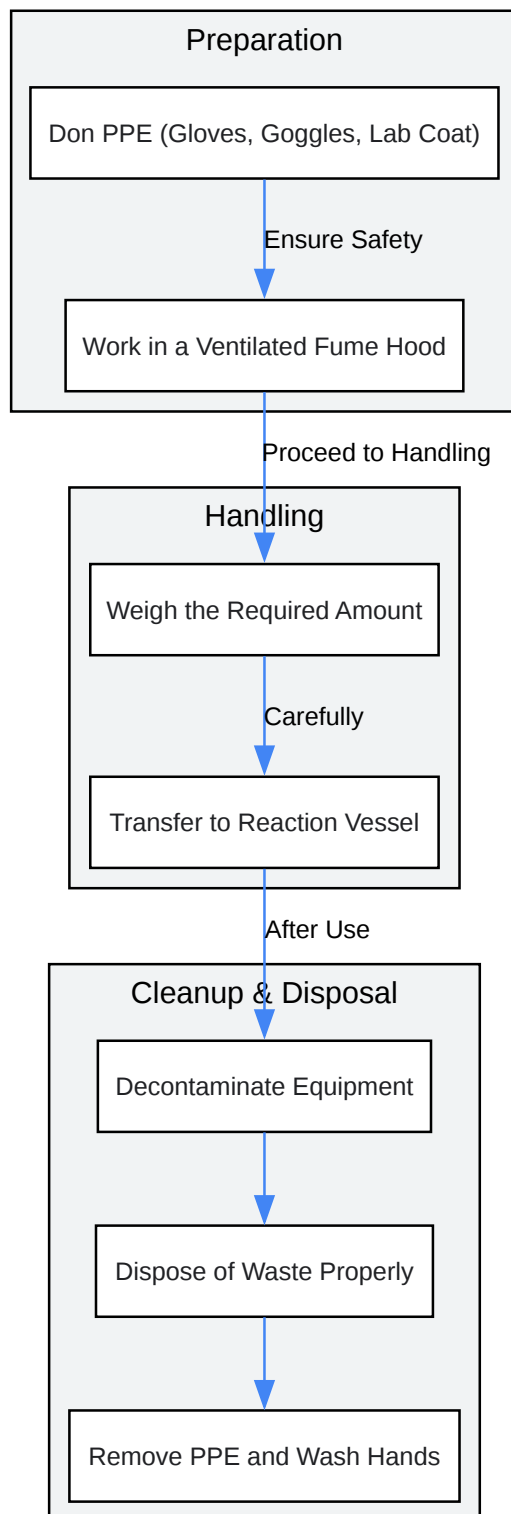 Preparation
Don PPE (Gloves, Goggles, Lab Coat)
Ensure Safety
Work in a Ventilated Fume Hood
Proceed to Handling
Handling
Weigh the Required Amount
Carefully
Transfer to Reaction Vessel
After Use
Cleanup & Disposal
Decontaminate Equipment
Dispose of Waste Properly
Remove PPE and Wash Hands